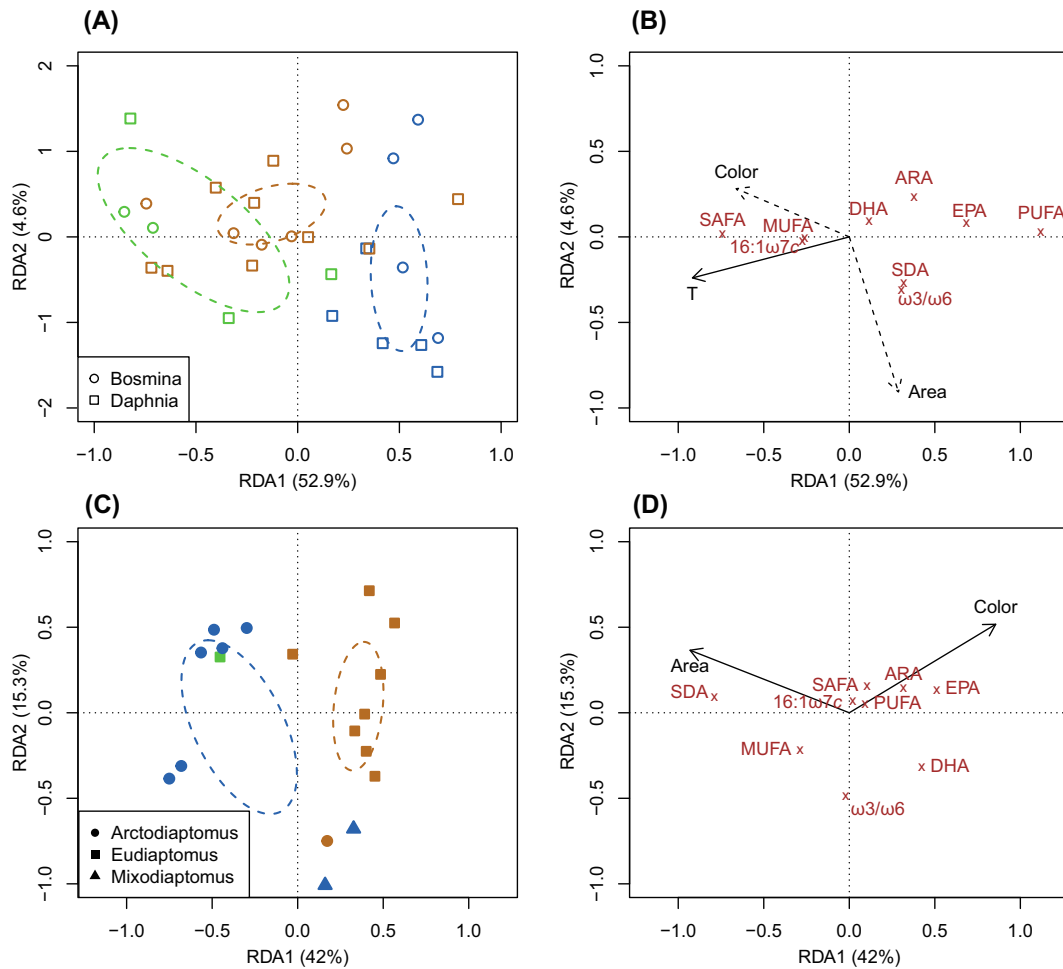 (A)
2
1
0
−1
−2
RDA2 (4.6%)
Bosmina
Daphnia
−1.0 −0.5 0.0 0.5 1.0
RDA1 (52.9%)
(B)
1.0
0.5
0.0
−0.5
−1.0
RDA2 (4.6%)
Color
ARA
DHA
EPA
PUFA
SAFA
MUFA
16:1ω7c
T
SDA
ω3/ω6
Area
−1.0 −0.5 0.0 0.5 1.0
RDA1 (52.9%)
(C)
1.0
0.5
0.0
−0.5
−1.0
RDA2 (15.3%)
Arctodiaptomus
Eudiaptomus
Mixodiaptomus
−1.0 −0.5 0.0 0.5 1.0
RDA1 (42%)
(D)
1.0
0.5
0.0
−0.5
−1.0
RDA2 (15.3%)
Color
Area
SDA
SAFA
ARA
EPA
16:1ω7c
PUFA
MUFA
DHA
ω3/ω6
−1.0 −0.5 0.0 0.5 1.0
RDA1 (42%)